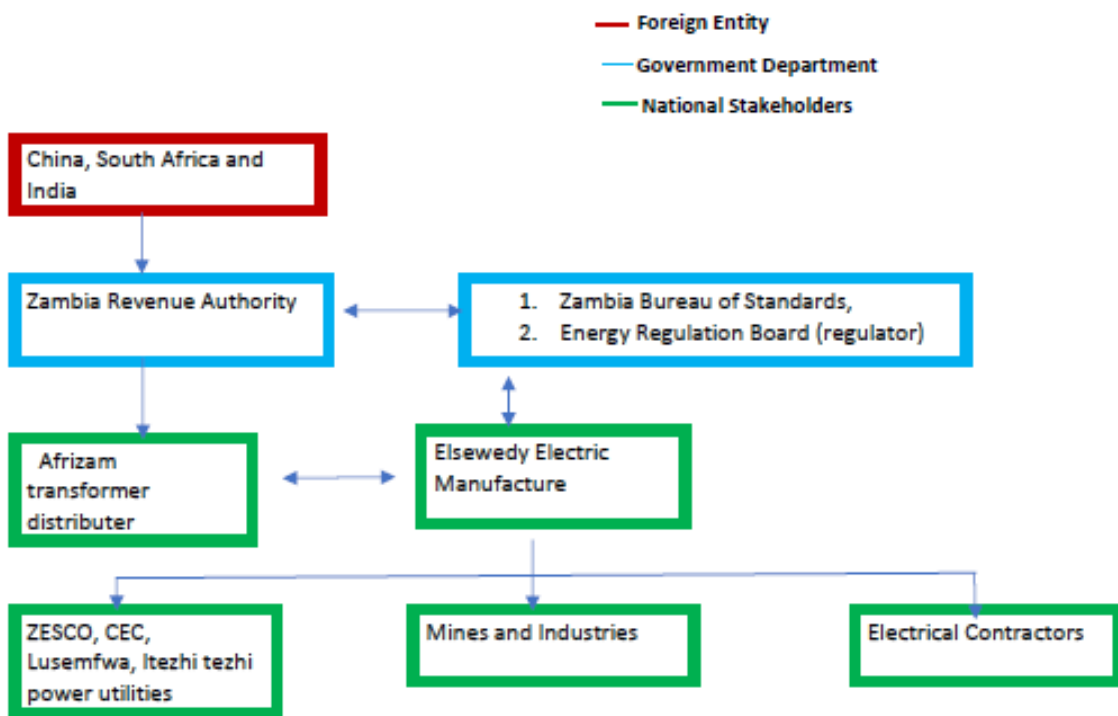 Foreign Entity
Government Department
National Stakeholders
China, South Africa and
India
Zambia Revenue Authority
1. Zambia Bureau of Standards,
2. Energy Regulation Board (regulator)
Afrizam
transformer
distributer
Elsewedy Electric
Manufacture
ZESCO, CEC,
Lusemfwa, Itezhi tezhi
power utilities
Mines and Industries
Electrical Contractors